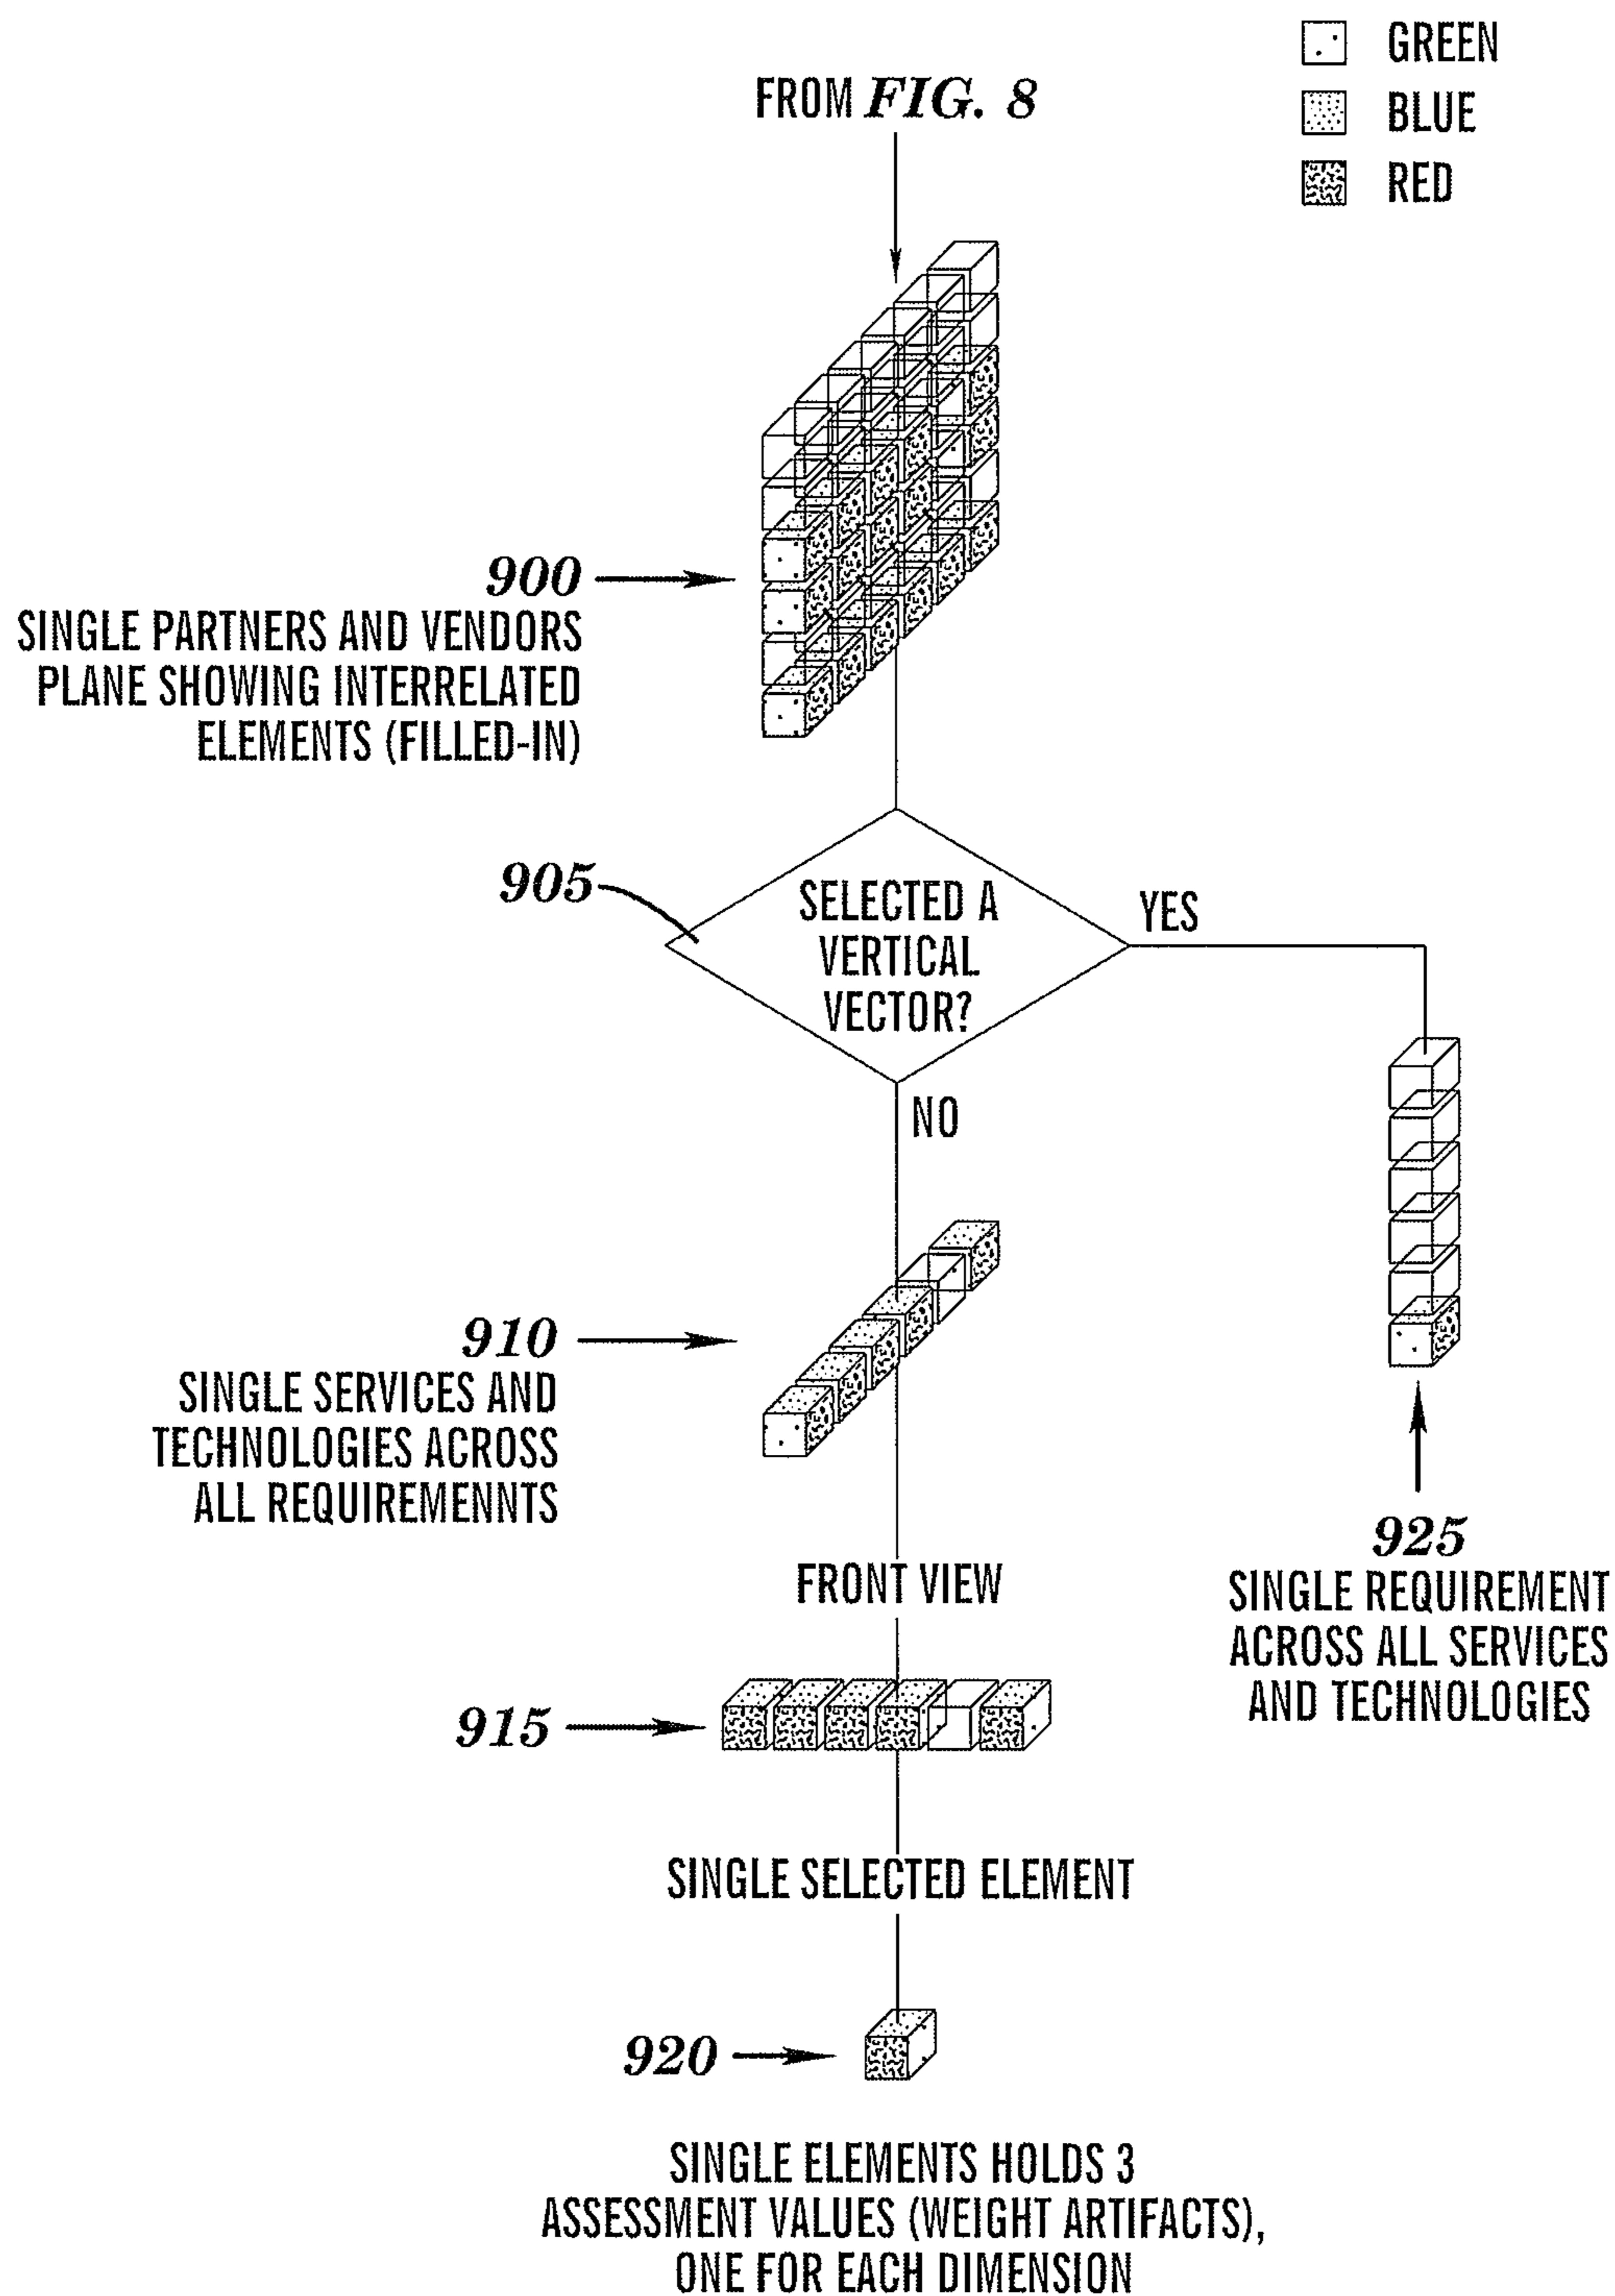 GREEN
BLUE
RED
FROM FIG. 8
900
SINGLE PARTNERS AND VENDORS
PLANE SHOWING INTERRELATED
ELEMENTS (FILLED-IN)
905
SELECTED A
VERTICAL
VECTOR?
YES
NO
910
SINGLE SERVICES AND
TECHNOLOGIES ACROSS
ALL REQUIREMENNTS
925
SINGLE REQUIREMENT
ACROSS ALL SERVICES
AND TECHNOLOGIES
FRONT VIEW
915
SINGLE SELECTED ELEMENT
920
SINGLE ELEMENTS HOLDS 3
ASSESSMENT VALUES (WEIGHT ARTIFACTS),
ONE FOR EACH DIMENSION